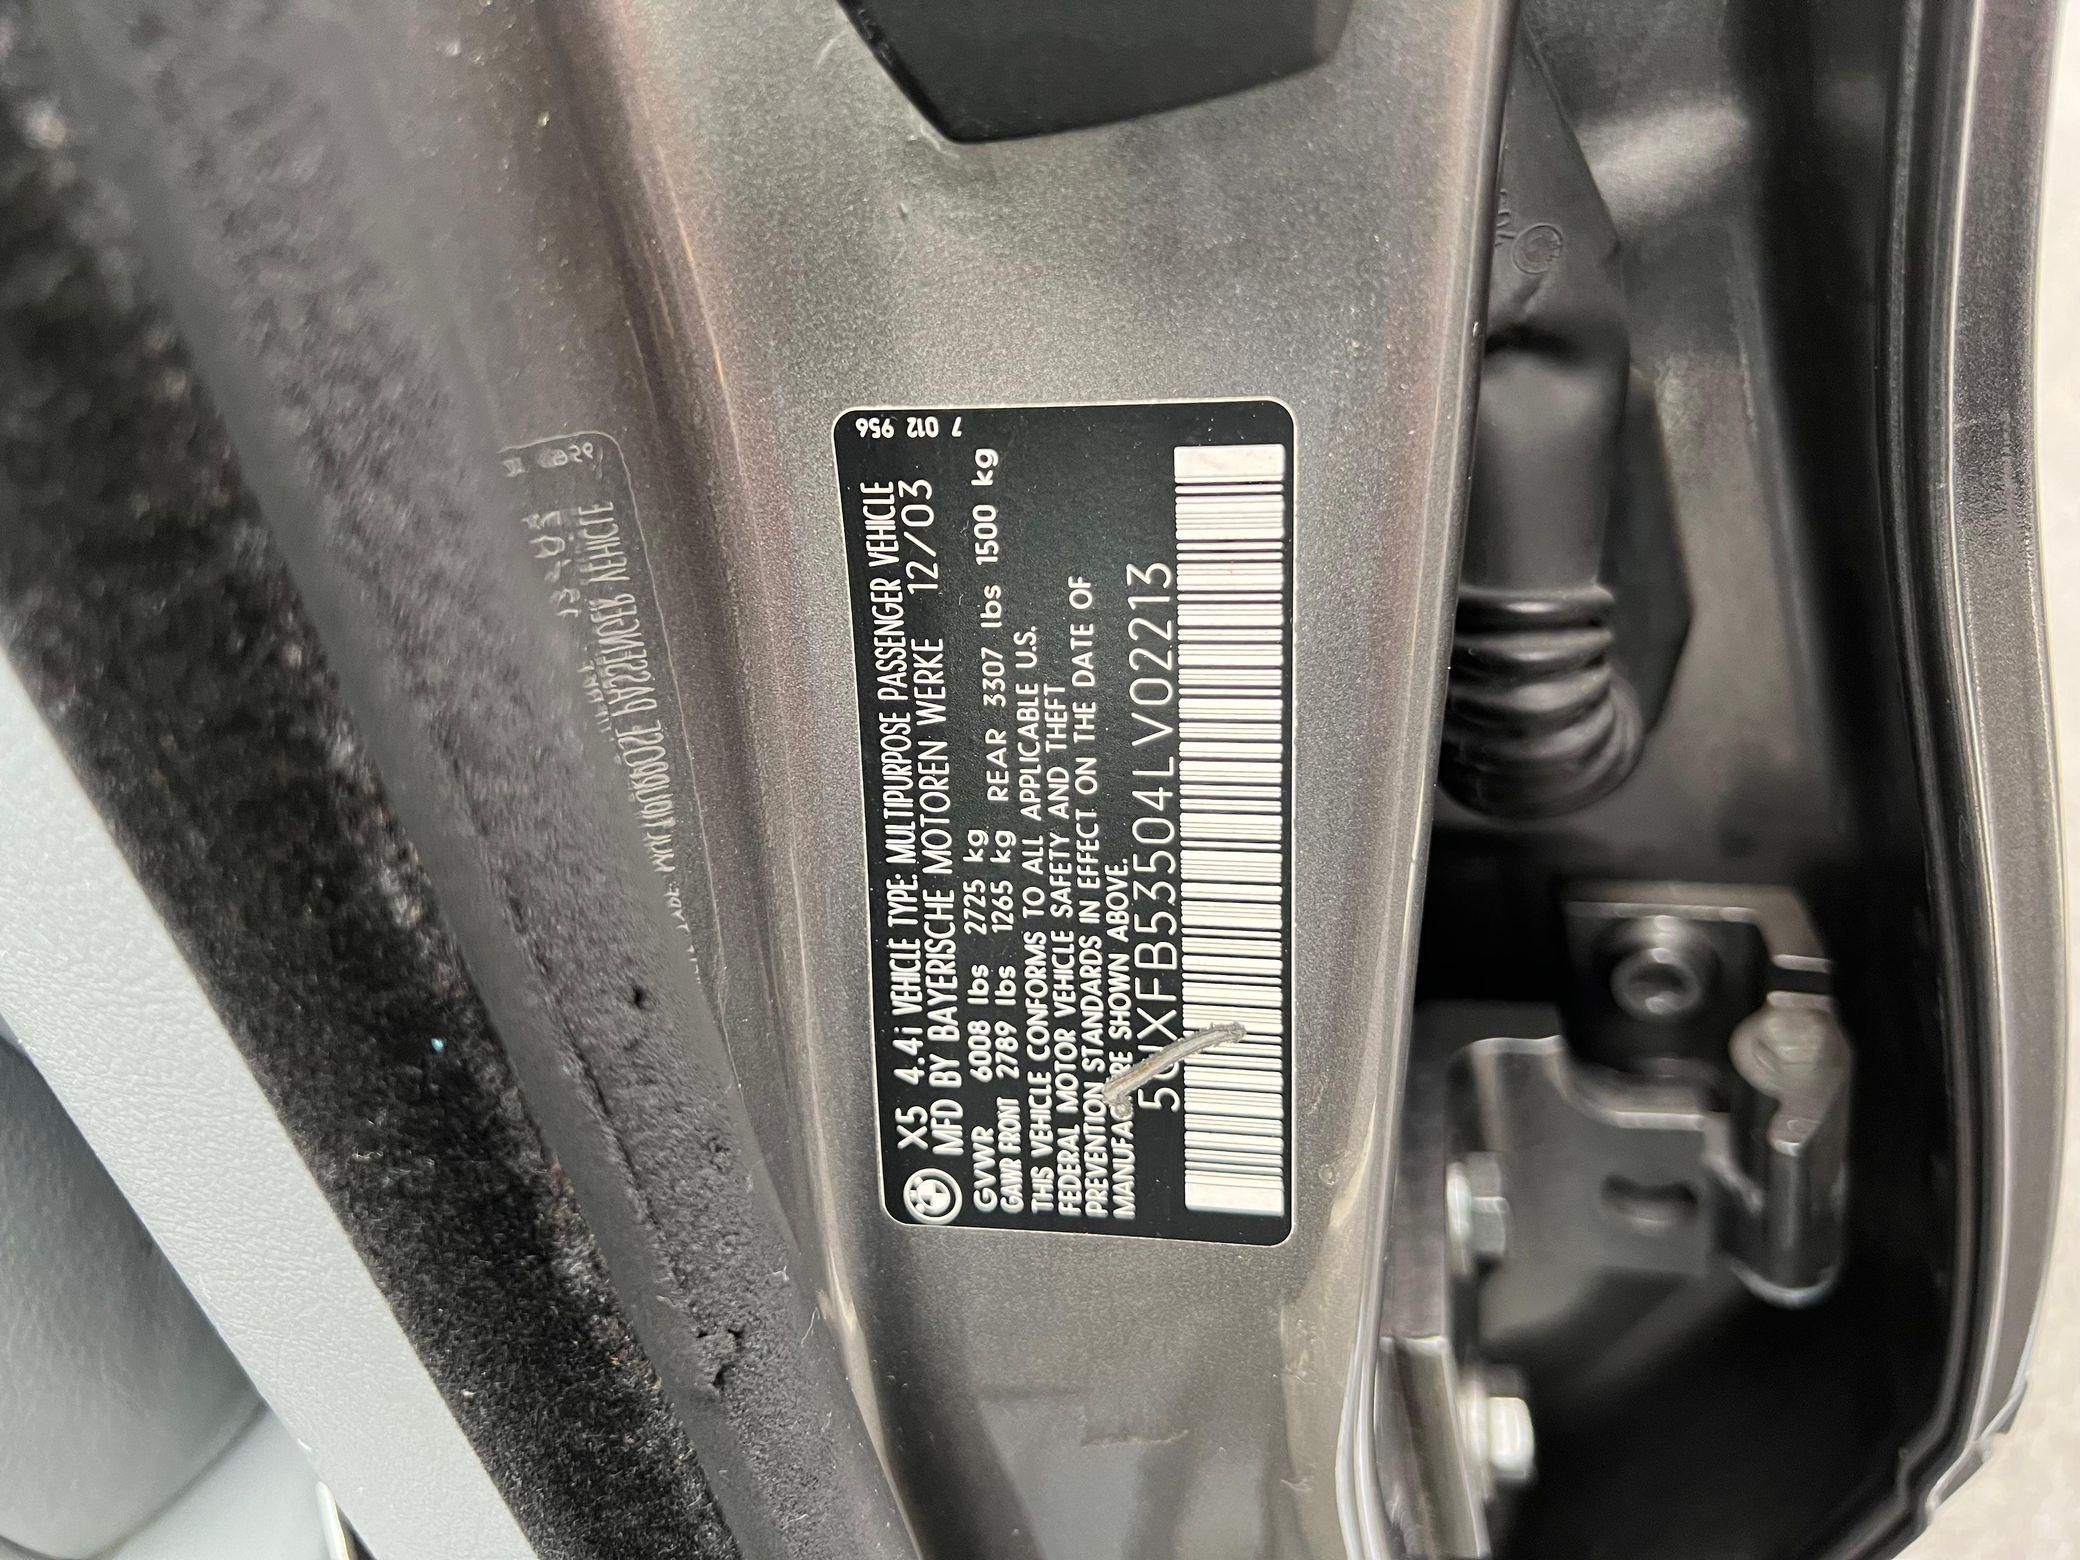 X5 4.4i VEHICLE TYPE: MULTIPURPOSE PASSENGER VEHICLE
MFD BY BAYERISCHE MOTOREN WERKE 12/03
GVWR 6008 lbs 2725 kg
GAWR FRONT 2789 lbs 1265 kg REAR 3307 lbs 1500 kg
THIS VEHICLE CONFORMS TO ALL APPLICABLE U.S.
FEDERAL MOTOR VEHICLE SAFETY AND THEFT
PREVENTION STANDARDS IN EFFECT ON THE DATE OF
MANUFACTURE SHOWN ABOVE.
5UXFB53504LV02213
7 012 956